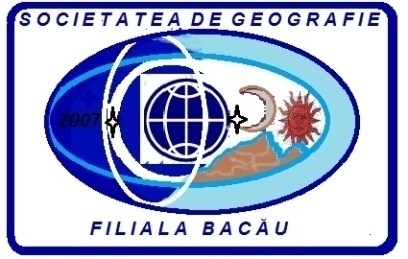 SOCIETATEA DE GEOGRAFIE
2007
FILIALA BACĂU